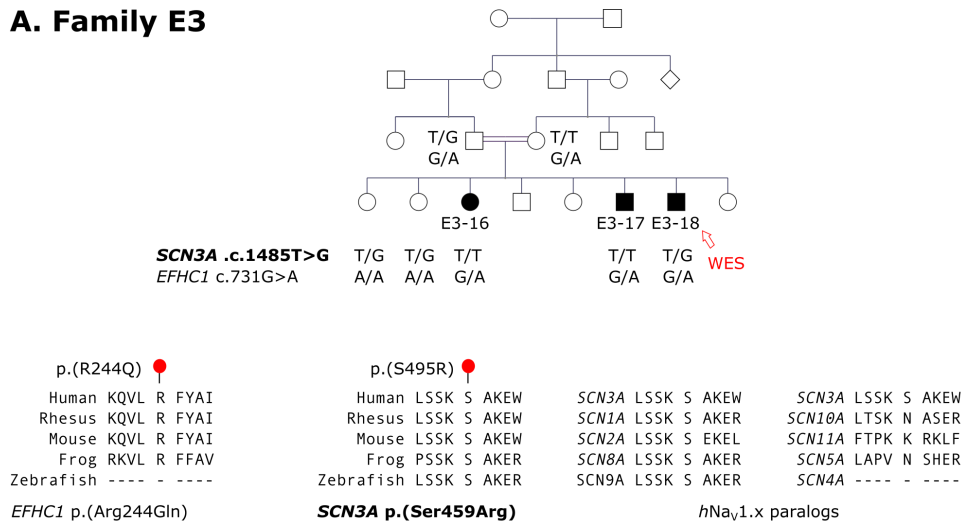 A. Family E3
T/G T/T
G/A G/A
E3-16 E3-17 E3-18
SCN3A .c.1485T>G T/G T/G T/T T/T T/G
WES
EFHC1 c.731G>A A/A A/A G/A G/A G/A
p.(R244Q) p.(S495R)
Human KQVL R FYAI Human LSSK S AKEW SCN3A LSSK S AKEW SCN3A LSSK S AKEW
Rhesus KQVL R FYAI Rhesus LSSK S AKEW SCN1A LSSK S AKER SCN10A LTSK N ASER
Mouse KQVL R FYAI Mouse LSSK S AKEW SCN2A LSSK S EKEL SCN11A FTPK K RKLF
Frog RKVL R FFAV Frog PSSK S AKER SCN8A LSSK S AKER SCN5A LAPV N SHER
Zebrafish ---- - ---- Zebrafish LSSK S AKER SCN9A LSSK S AKER SCN4A ---- - ----
EFHC1 p.(Arg244Gln) SCN3A p.(Ser459Arg) hNaV1.x paralogs